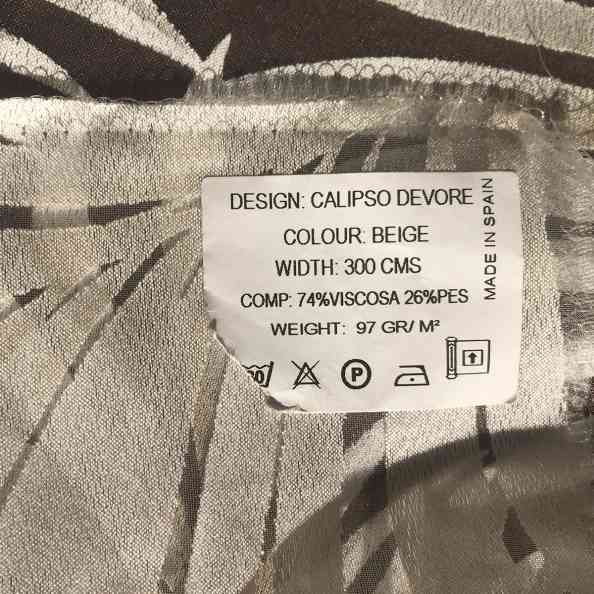 DESIGN: CALIPSO DEVORE
COLOUR: BEIGE
WIDTH: 300 CMS
COMP: 74%VISCOSA 26%PES
WEIGHT: 97 GR/ M²
P
MADE IN SPAIN